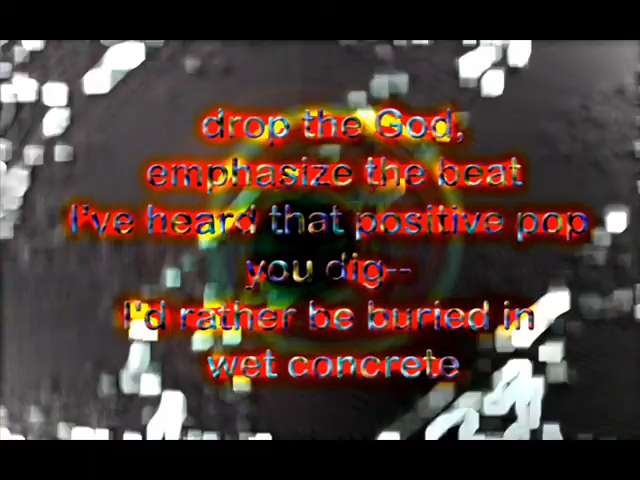 drop the God,
emphasize the beat
I've heard that positive pop
you dig--
I'd rather be buried in
wet concrete